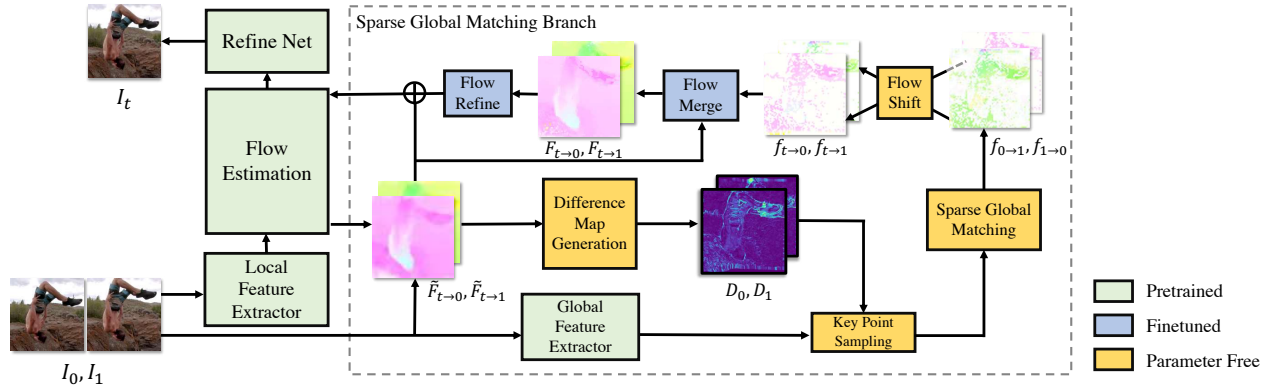 Sparse Global Matching Branch
Refine Net
I_t
Flow
Estimation
Flow
Refine
F_{t→0}, F_{t→1}
Flow
Merge
f_{t→0}, f_{t→1}
Flow
Shift
f_{0→1}, f_{1→0}
Difference
Map
Generation
Sparse Global
Matching
Local
Feature
Extractor
F̃_{t→0}, F̃_{t→1}
D_0, D_1
Global
Feature
Extractor
Key Point
Sampling
I_0, I_1
Pretrained
Finetuned
Parameter Free